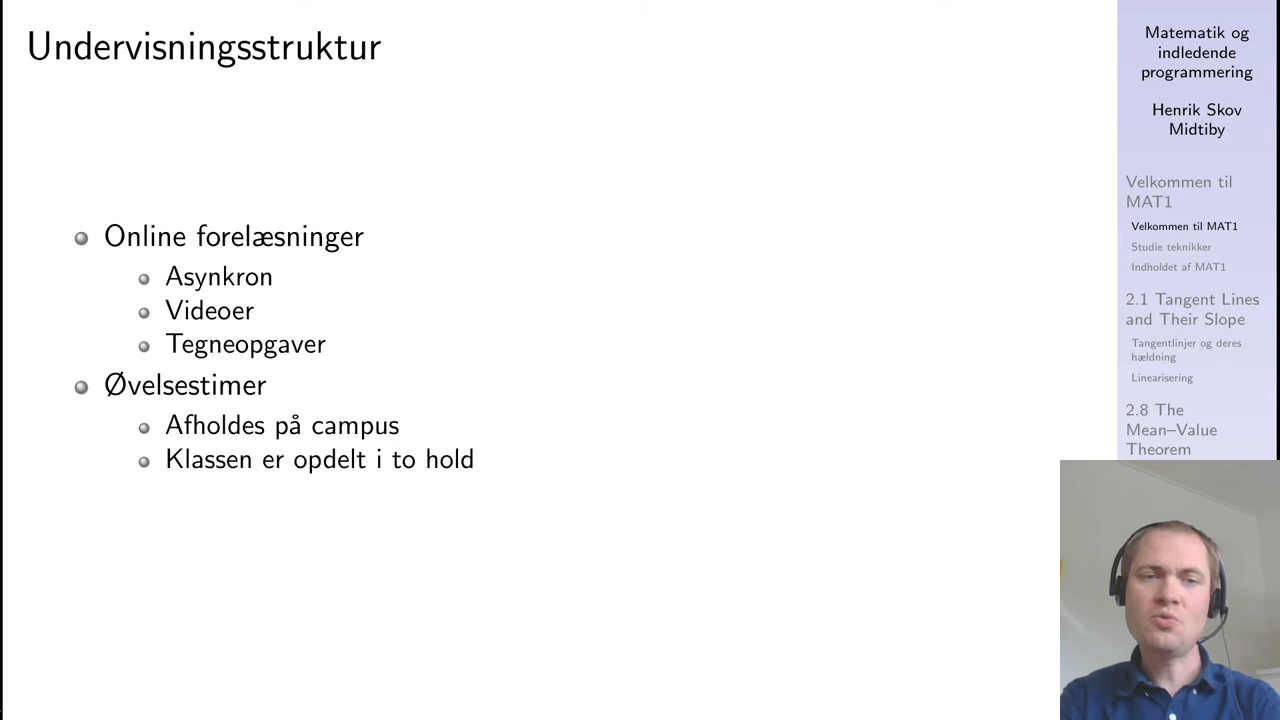 Undervisningsstruktur
Online forelæsninger
Asynkron
Videoer
Tegneopgaver
Øvelsestimer
Afholdes på campus
Klassen er opdelt i to hold
Matematik og
indledende
programmering
Henrik Skov
Midtiby
Velkommen til
MAT1
Velkommen til MAT1
Studie teknikker
Indholdet af MAT1
2.1 Tangent Lines
and Their Slope
Tangentlinjer og deres
hældning
Linearisering
2.8 The
Mean–Value
Theorem